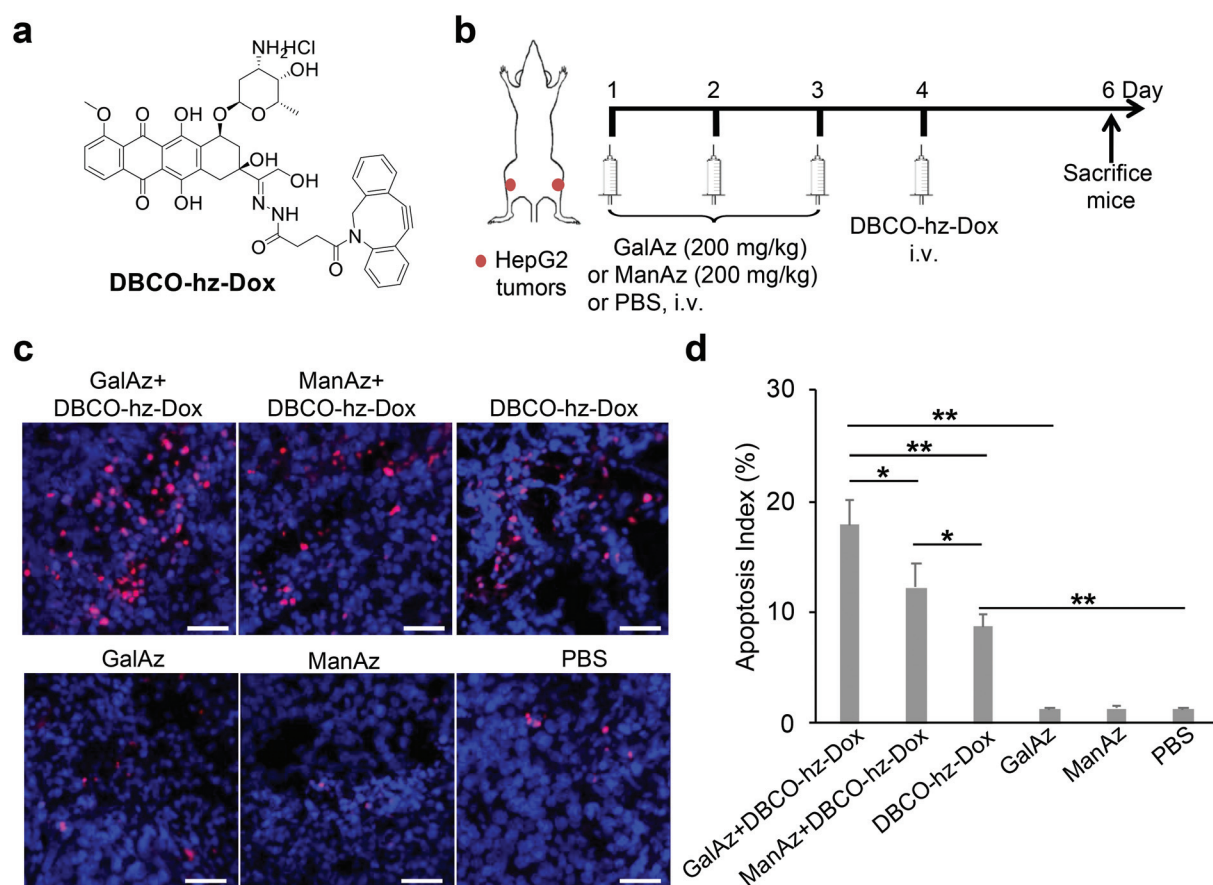 a
NH2HCl
OH
O
O
O
O
OH
O
OH
OH
O
OH
N
NH
O
N
O
DBCO-hz-Dox
b
1 2 3 4 6 Day
Sacrifice
mice
DBCO-hz-Dox
i.v.
GalAz (200 mg/kg)
or ManAz (200 mg/kg)
or PBS, i.v.
HepG2
tumors
c
GalAz+
DBCO-hz-Dox
ManAz+
DBCO-hz-Dox
DBCO-hz-Dox
GalAz
ManAz
PBS
d
Apoptosis Index (%)
30
20
10
0
**
**
*
*
**
GalAz+DBCO-hz-Dox
ManAz+DBCO-hz-Dox
DBCO-hz-Dox
GalAz
ManAz
PBS